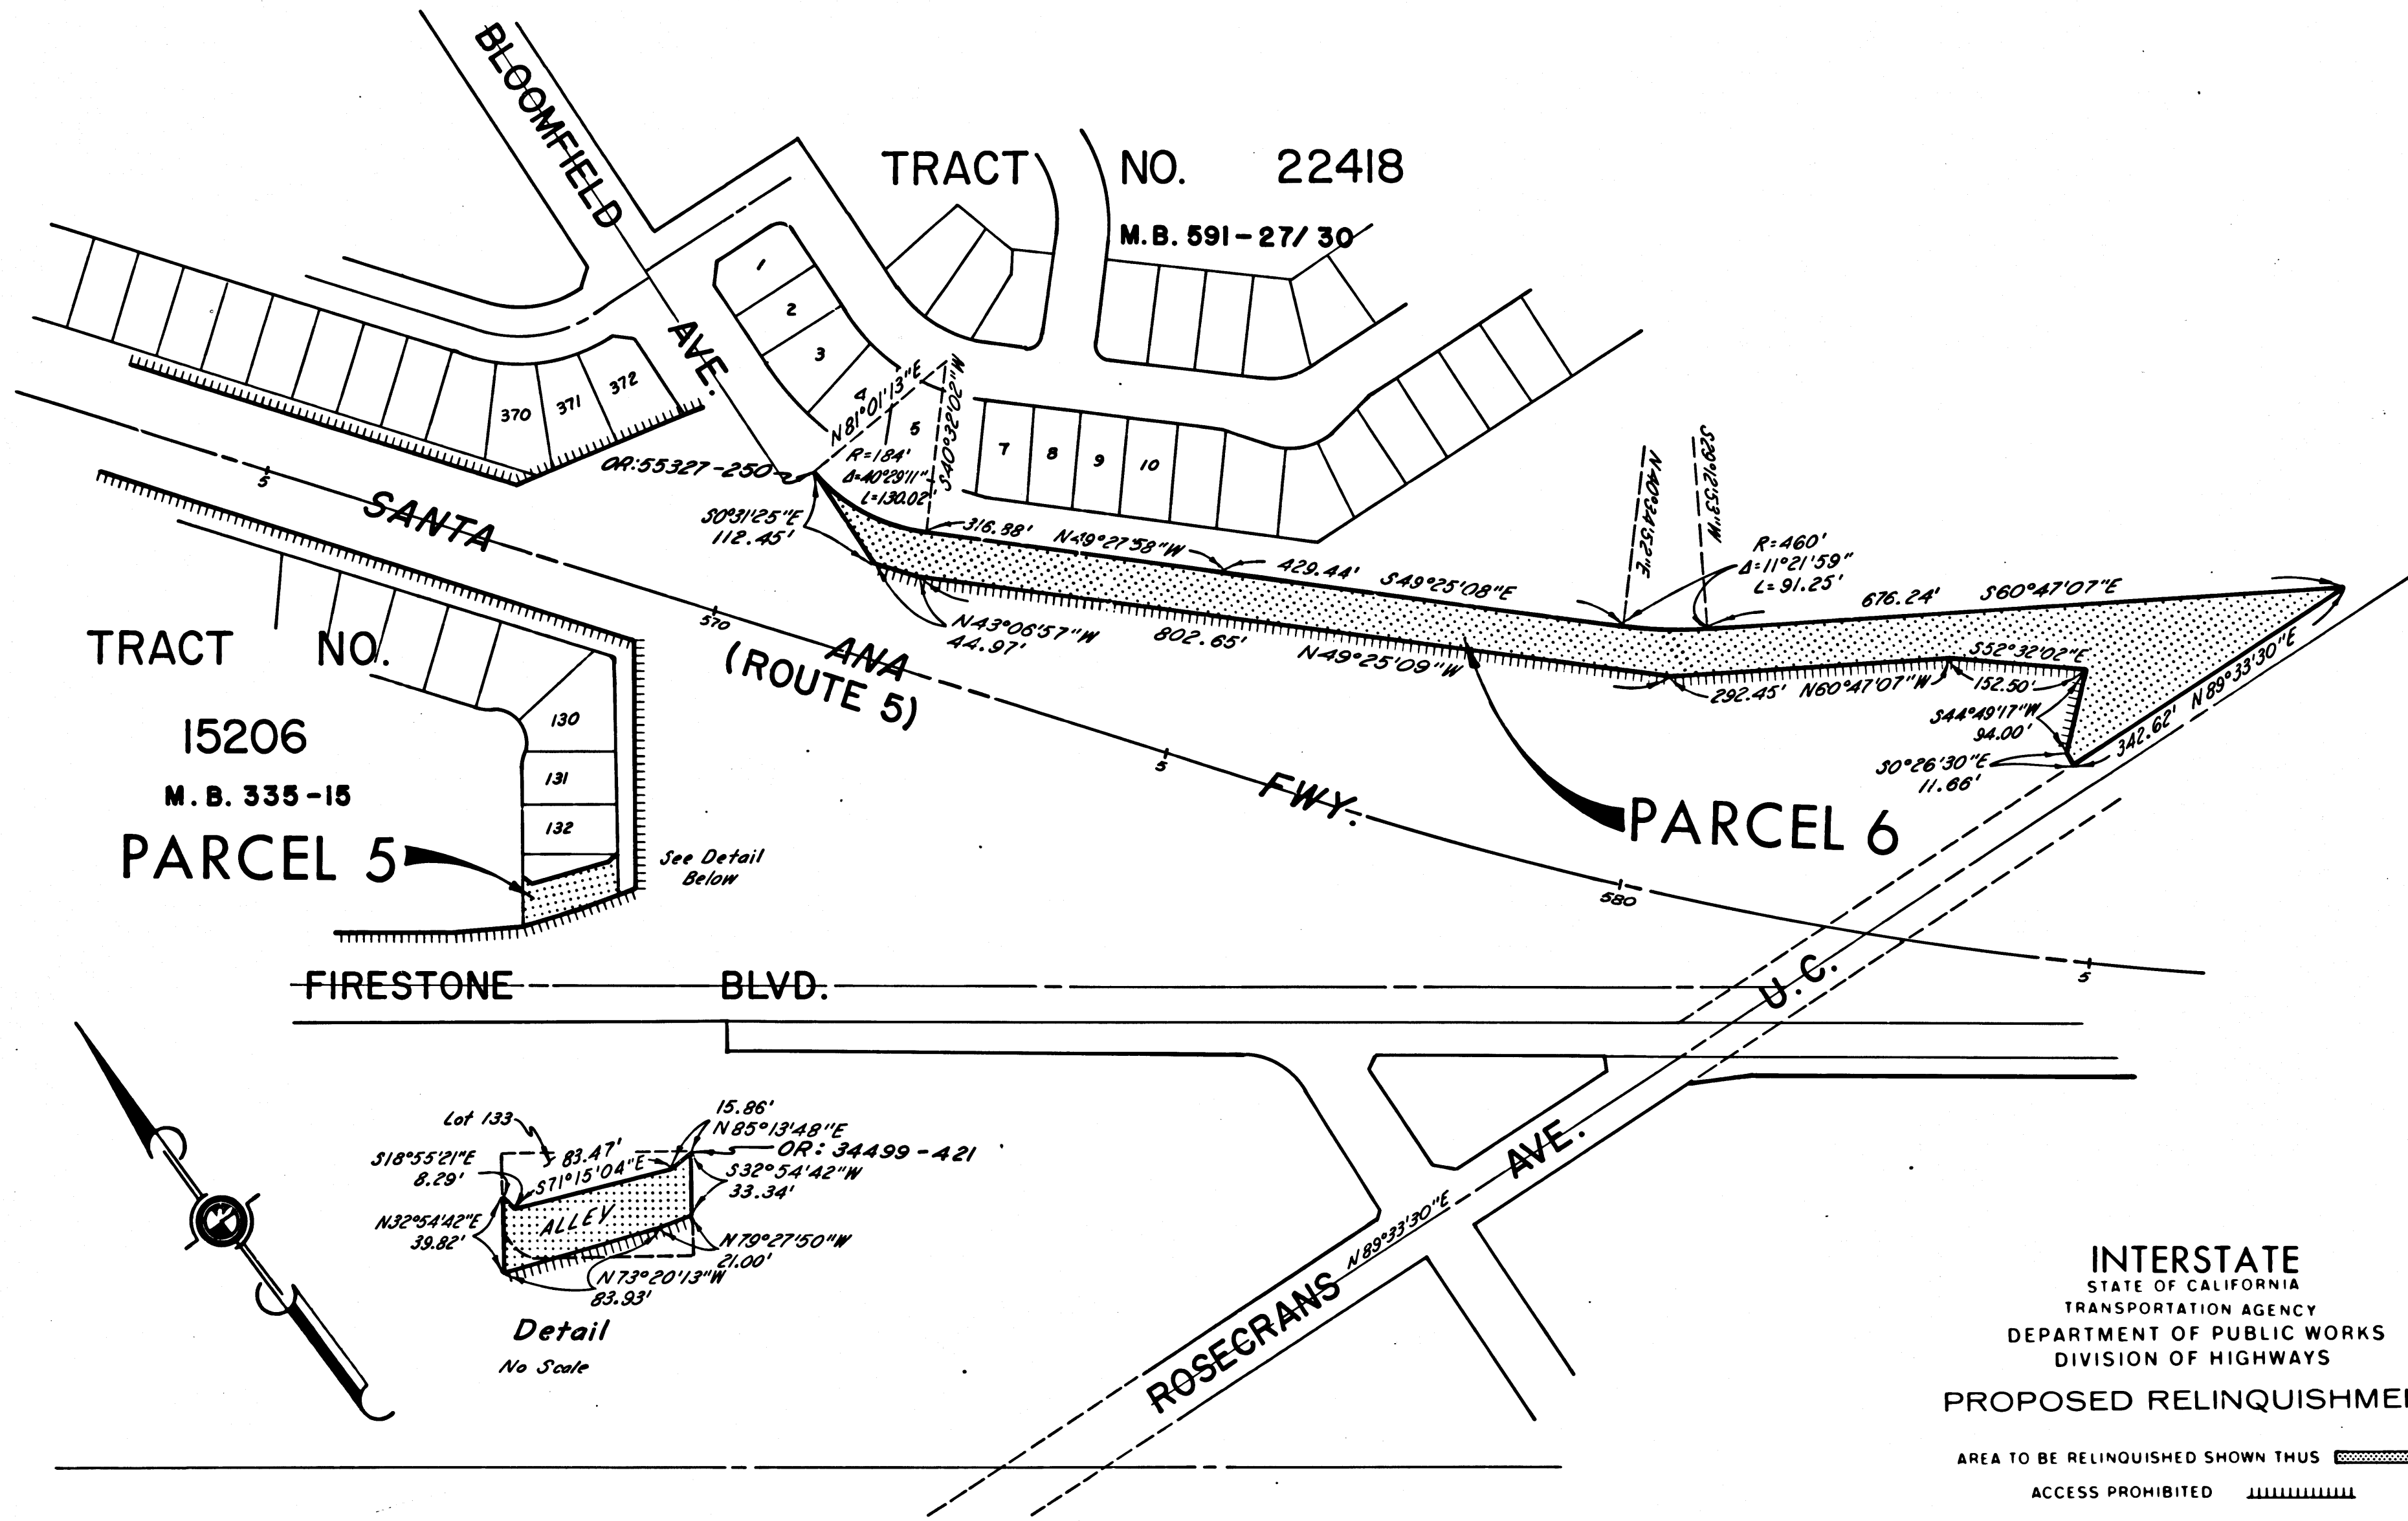 BLOOMFIELD
AVE.
TRACT NO. 22418
M.B. 591-27/30
1
2
3
4
5
7
8
9
10
370
371
372
N81°01'13"E
S40°32'02"W
R=184'
Δ=40°29'11"
L=130.02'
OR:55327-250
S0°31'25"E
112.45'
316.88'
N49°27'58"W
429.44'
S49°25'08"E
N40°34'52"E
S29°12'53"W
R=460'
Δ=11°21'59"
L=91.25'
676.24'
S60°47'07"E
N43°06'57"W
44.97'
802.65'
N49°25'09"W
292.45'
N60°47'07"W
S52°32'02"E
152.50'
S44°49'17"W
94.00'
S0°26'30"E
11.66'
342.62'
N89°33'30"E
5
SANTA
570
ANA
(ROUTE 5)
5
FWY.
580
5
PARCEL 6
TRACT NO.
15206
M.B. 335-15
PARCEL 5
130
131
132
See Detail
Below
FIRESTONE BLVD.
U.C.
AVE.
N89°33'30"E
ROSECRANS
Lot 133
15.86'
N85°13'48"E
OR: 34499-421
S18°55'21"E
8.29'
83.47'
S71°15'04"E
S32°54'42"W
33.34'
N32°54'42"E
39.82'
ALLEY
N79°27'50"W
21.00'
N73°20'13"W
83.93'
Detail
No Scale
INTERSTATE
STATE OF CALIFORNIA
TRANSPORTATION AGENCY
DEPARTMENT OF PUBLIC WORKS
DIVISION OF HIGHWAYS
PROPOSED RELINQUISHME
AREA TO BE RELINQUISHED SHOWN THUS
ACCESS PROHIBITED